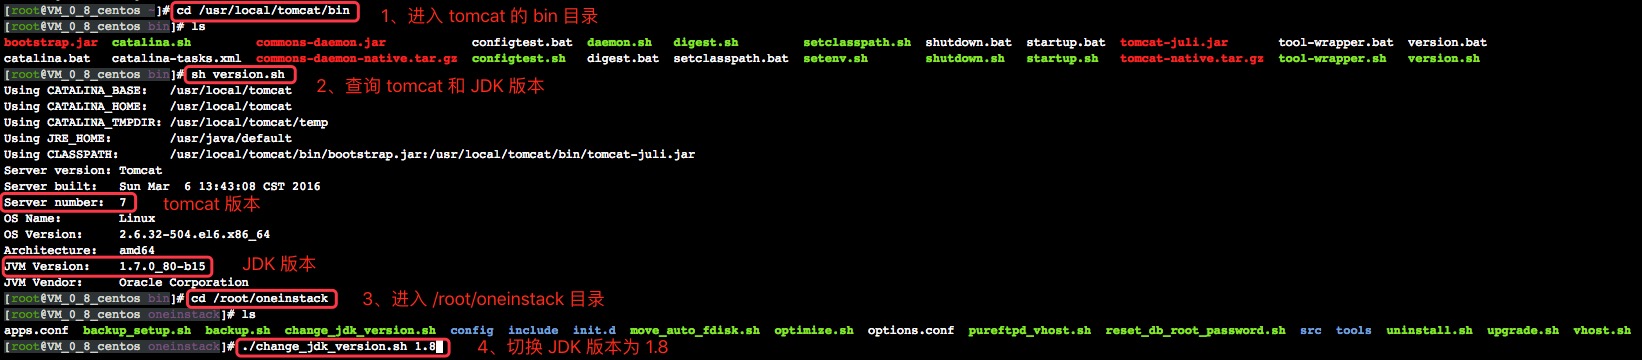 [root@VM_0_8_centos ~]# cd /usr/local/tomcat/bin 1、进入 tomcat 的 bin 目录
[root@VM_0_8_centos bin]# ls
bootstrap.jar catalina.sh commons-daemon.jar configtest.bat daemon.sh digest.sh setclasspath.sh shutdown.bat startup.bat tomcat-juli.jar tool-wrapper.bat version.bat
catalina.bat catalina-tasks.xml commons-daemon-native.tar.gz configtest.sh digest.bat setclasspath.bat setenv.sh shutdown.sh startup.sh tomcat-native.tar.gz tool-wrapper.sh version.sh
[root@VM_0_8_centos bin]# sh version.sh 2、查询 tomcat 和 JDK 版本
Using CATALINA_BASE: /usr/local/tomcat
Using CATALINA_HOME: /usr/local/tomcat
Using CATALINA_TMPDIR: /usr/local/tomcat/temp
Using JRE_HOME: /usr/java/default
Using CLASSPATH: /usr/local/tomcat/bin/bootstrap.jar:/usr/local/tomcat/bin/tomcat-juli.jar
Server version: Tomcat
Server built: Sun Mar 6 13:43:08 CST 2016
Server number: 7 tomcat 版本
OS Name: Linux
OS Version: 2.6.32-504.el6.x86_64
Architecture: amd64
JVM Version: 1.7.0_80-b15 JDK 版本
JVM Vendor: Oracle Corporation
[root@VM_0_8_centos bin]# cd /root/oneinstack 3、进入 /root/oneinstack 目录
[root@VM_0_8_centos oneinstack]# ls
apps.conf backup_setup.sh backup.sh change_jdk_version.sh config include init.d move_auto_fdisk.sh optimize.sh options.conf pureftpd_vhost.sh reset_db_root_password.sh src tools uninstall.sh upgrade.sh vhost.sh
[root@VM_0_8_centos oneinstack]# ./change_jdk_version.sh 1.8 4、切换 JDK 版本为 1.8